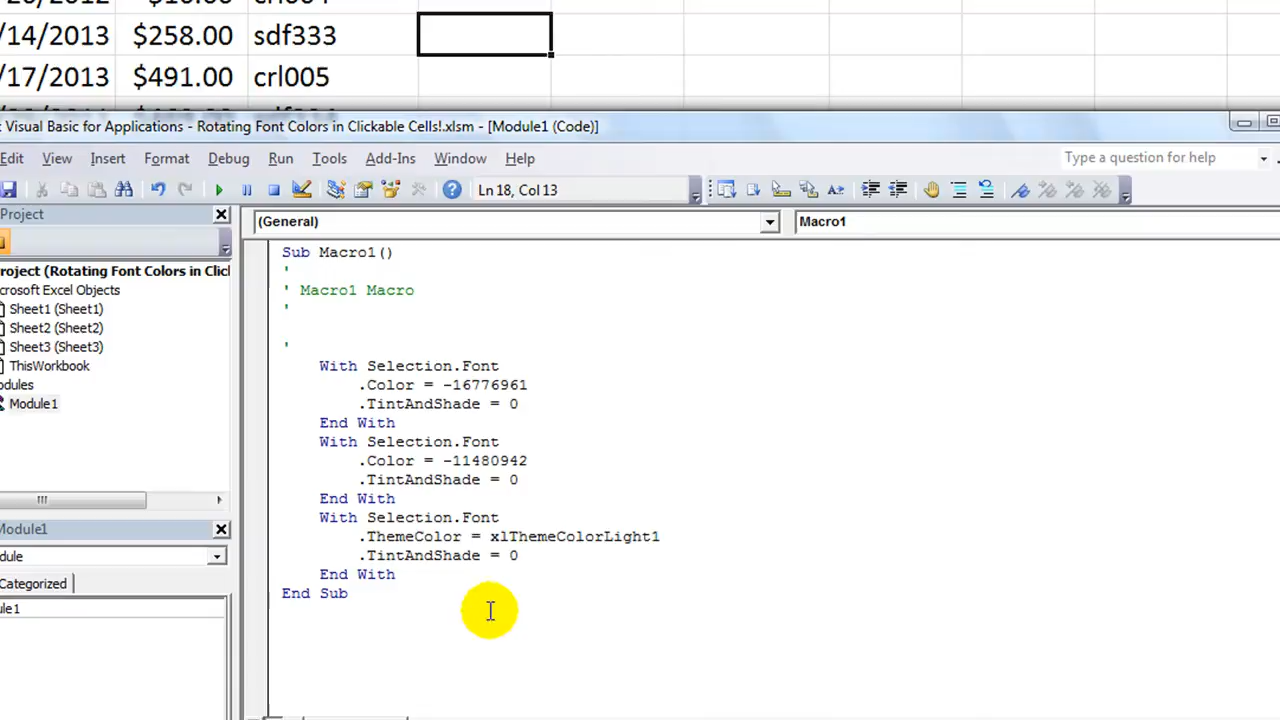 /14/2013 $258.00 sdf333
/17/2013 $491.00 crl005
Visual Basic for Applications - Rotating Font Colors in Clickable Cells!.xlsm - [Module1 (Code)]
Edit View Insert Format Debug Run Tools Add-Ins Window Help Type a question for help
Ln 18, Col 13
Project
(General) Macro1
roject (Rotating Font Colors in Clic
crosoft Excel Objects
Sheet1 (Sheet1)
Sheet2 (Sheet2)
Sheet3 (Sheet3)
ThisWorkbook
odules
Module1
Sub Macro1()
'
' Macro1 Macro
'
'
With Selection.Font
.Color = -16776961
.TintAndShade = 0
End With
With Selection.Font
.Color = -11480942
.TintAndShade = 0
End With
With Selection.Font
.ThemeColor = xlThemeColorLight1
.TintAndShade = 0
End With
End Sub
Module1
dule
Categorized
ule1